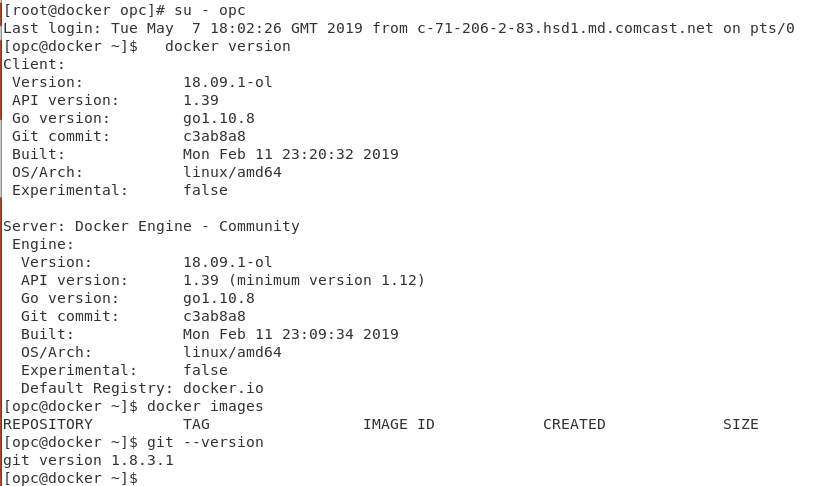 [root@docker opc]# su - opc
Last login: Tue May  7 18:02:26 GMT 2019 from c-71-206-2-83.hsd1.md.comcast.net on pts/0
[opc@docker ~]$   docker version
Client:
 Version:           18.09.1-ol
 API version:       1.39
 Go version:        go1.10.8
 Git commit:        c3ab8a8
 Built:             Mon Feb 11 23:20:32 2019
 OS/Arch:           linux/amd64
 Experimental:      false

Server: Docker Engine - Community
 Engine:
  Version:          18.09.1-ol
  API version:      1.39 (minimum version 1.12)
  Go version:       go1.10.8
  Git commit:       c3ab8a8
  Built:            Mon Feb 11 23:09:34 2019
  OS/Arch:          linux/amd64
  Experimental:     false
  Default Registry: docker.io
[opc@docker ~]$ docker images
REPOSITORY          TAG                 IMAGE ID            CREATED             SIZE
[opc@docker ~]$ git --version
git version 1.8.3.1
[opc@docker ~]$